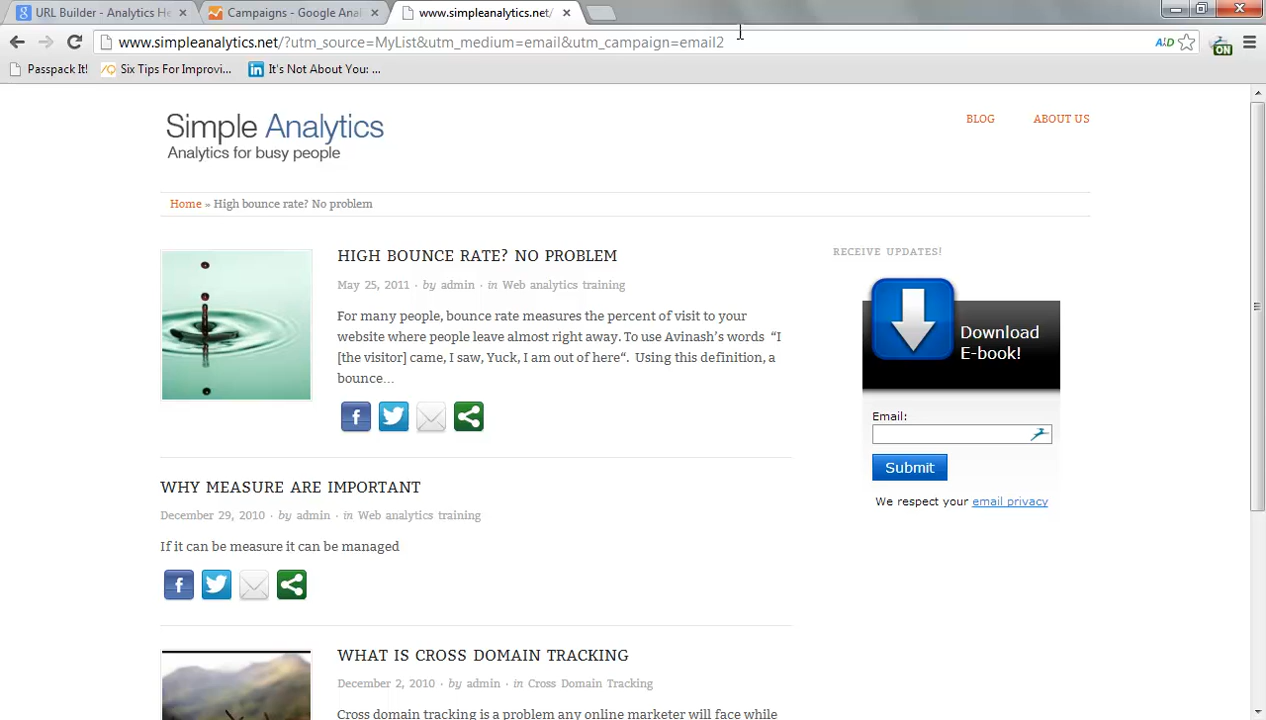 URL Builder - Analytics He
Campaigns - Google Anal
www.simpleanalytics.net/
www.simpleanalytics.net/?utm_source=MyList&utm_medium=email&utm_campaign=email2
ON
Passpack It!
Six Tips For Improvi...
It's Not About You: ...
Simple Analytics
Analytics for busy people
BLOG
ABOUT US
Home » High bounce rate? No problem
HIGH BOUNCE RATE? NO PROBLEM
May 25, 2011 · by admin · in Web analytics training
For many people, bounce rate measures the percent of visit to your
website where people leave almost right away. To use Avinash's words “I
[the visitor] came, I saw, Yuck, I am out of here“. Using this definition, a
bounce...
RECEIVE UPDATES!
Download
E-book!
Email:
Submit
We respect your email privacy
WHY MEASURE ARE IMPORTANT
December 29, 2010 · by admin · in Web analytics training
If it can be measure it can be managed
WHAT IS CROSS DOMAIN TRACKING
December 2, 2010 · by admin · in Cross Domain Tracking
Cross domain tracking is a problem any online marketer will face while